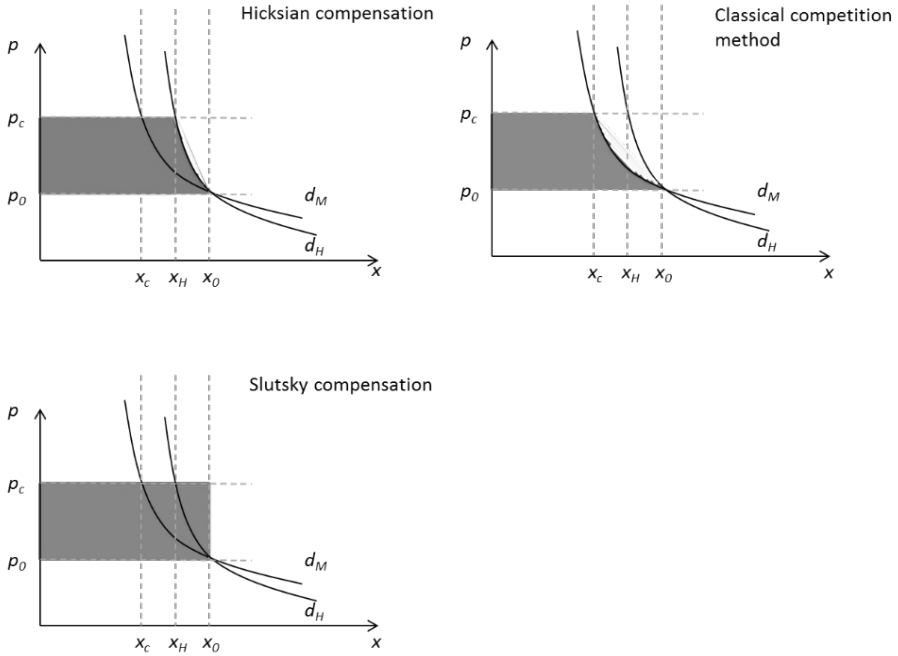 Hicksian compensation
p
p_c
p_0
d_M
d_H
x
x_c x_H x_0
Classical competition
method
p
p_c
p_0
d_M
d_H
x
x_c x_H x_0
Slutsky compensation
p
p_c
p_0
d_M
d_H
x
x_c x_H x_0